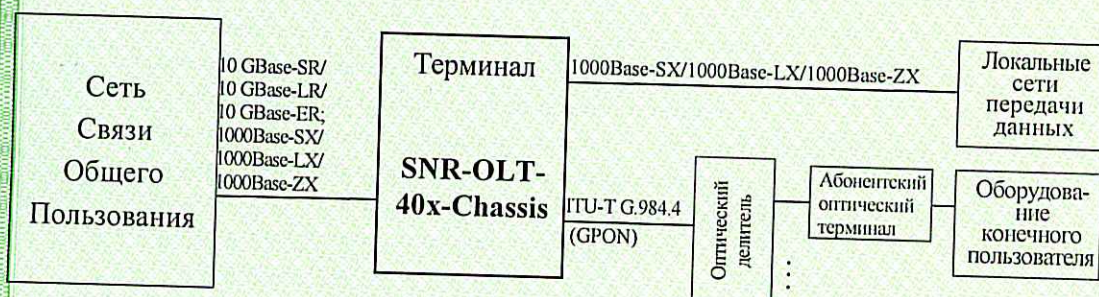 Сеть
Связи
Общего
Пользования
10 GBase-SR/
10 GBase-LR/
10 GBase-ER;
1000Base-SX/
1000Base-LX/
1000Base-ZX
Терминал
SNR-OLT-
40x-Chassis
1000Base-SX/1000Base-LX/1000Base-ZX
Локальные
сети
передачи
данных
ITU-T G.984.4
(GPON)
Оптический
делитель
Абонентский
оптический
терминал
Оборудова-
ние
конечного
пользователя